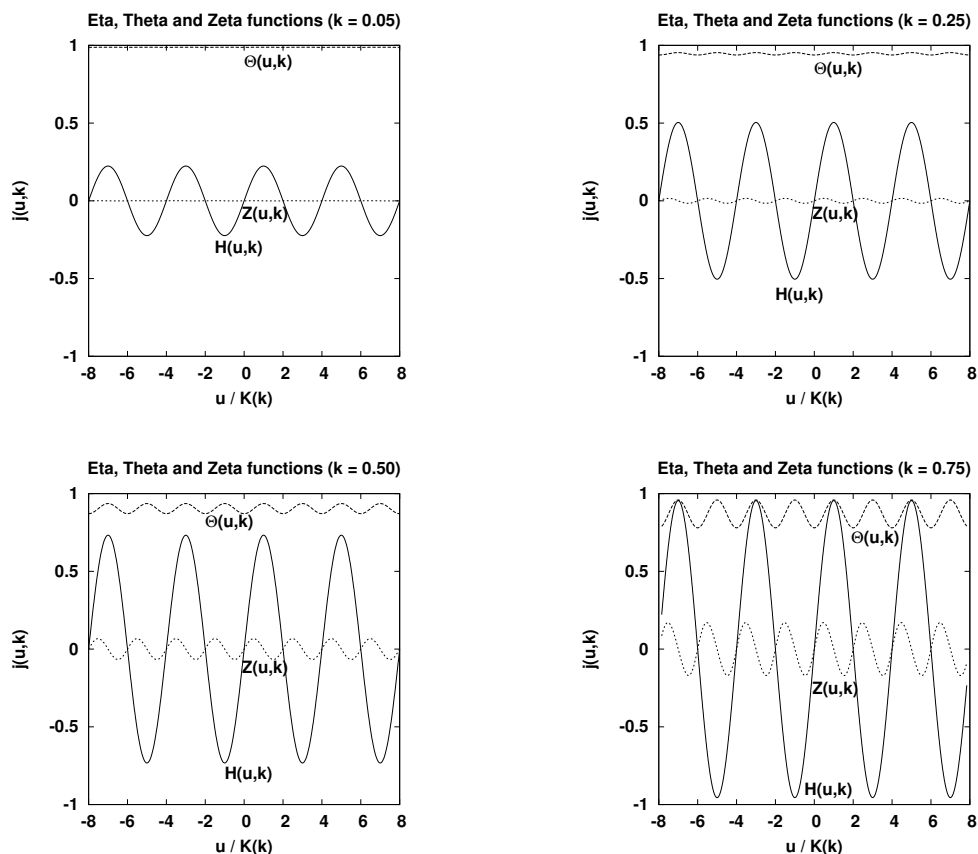 Eta, Theta and Zeta functions (k = 0.05)
1
Θ(u,k)
0.5
j(u,k)
0
Z(u,k)
H(u,k)
-0.5
-1
-8 -6 -4 -2 0 2 4 6 8
u / K(k)
Eta, Theta and Zeta functions (k = 0.25)
1
Θ(u,k)
0.5
j(u,k)
0
Z(u,k)
H(u,k)
-0.5
-1
-8 -6 -4 -2 0 2 4 6 8
u / K(k)
Eta, Theta and Zeta functions (k = 0.50)
1
Θ(u,k)
0.5
j(u,k)
0
Z(u,k)
-0.5
H(u,k)
-1
-8 -6 -4 -2 0 2 4 6 8
u / K(k)
Eta, Theta and Zeta functions (k = 0.75)
1
Θ(u,k)
0.5
j(u,k)
0
Z(u,k)
-0.5
H(u,k)
-1
-8 -6 -4 -2 0 2 4 6 8
u / K(k)